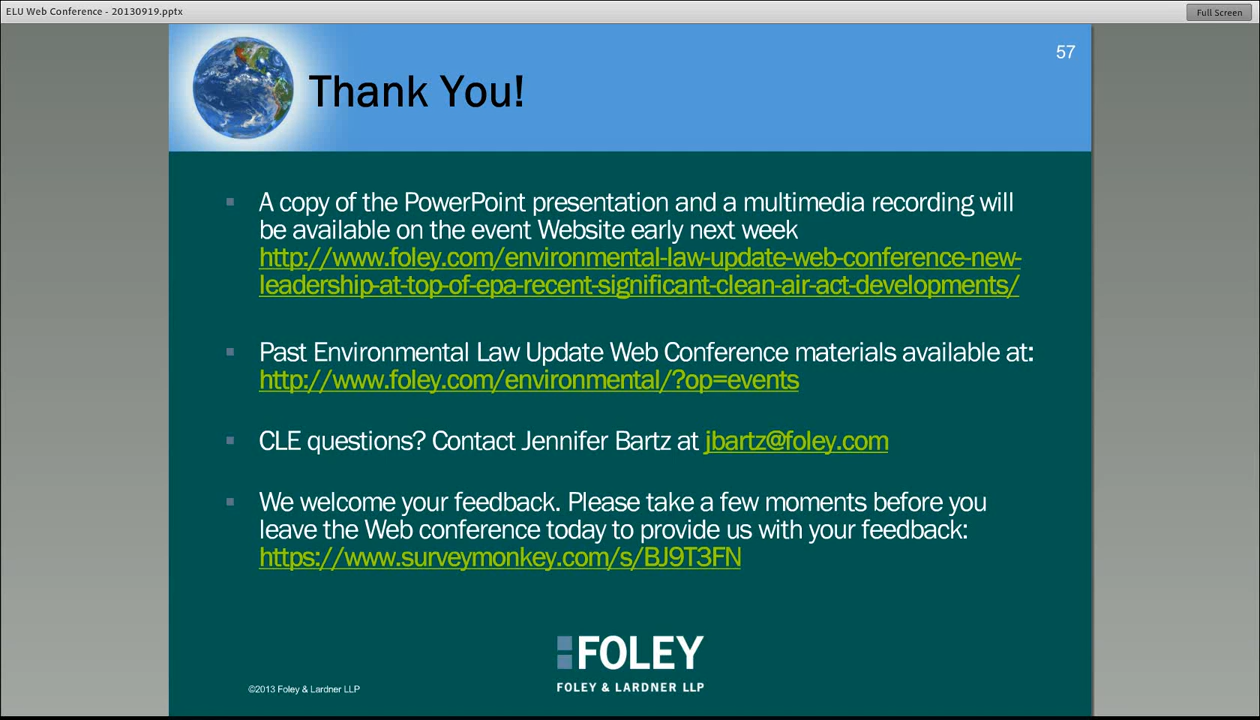 ELU Web Conference - 20130919.pptx
Full Screen
57
Thank You!
A copy of the PowerPoint presentation and a multimedia recording will
be available on the event Website early next week
http://www.foley.com/environmental-law-update-web-conference-new-
leadership-at-top-of-epa-recent-significant-clean-air-act-developments/
Past Environmental Law Update Web Conference materials available at:
http://www.foley.com/environmental/?op=events
CLE questions? Contact Jennifer Bartz at jbartz@foley.com
We welcome your feedback. Please take a few moments before you
leave the Web conference today to provide us with your feedback:
https://www.surveymonkey.com/s/BJ9T3FN
FOLEY
FOLEY & LARDNER LLP
©2013 Foley & Lardner LLP